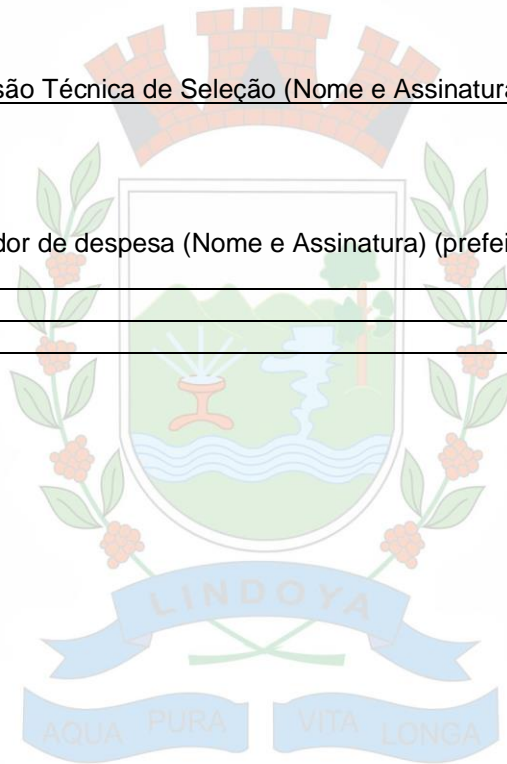 são Técnica de Seleção (Nome e Assinatura
dor de despesa (Nome e Assinatura) (prefei
LINDOYA
AQUA PURA VITA LONGA